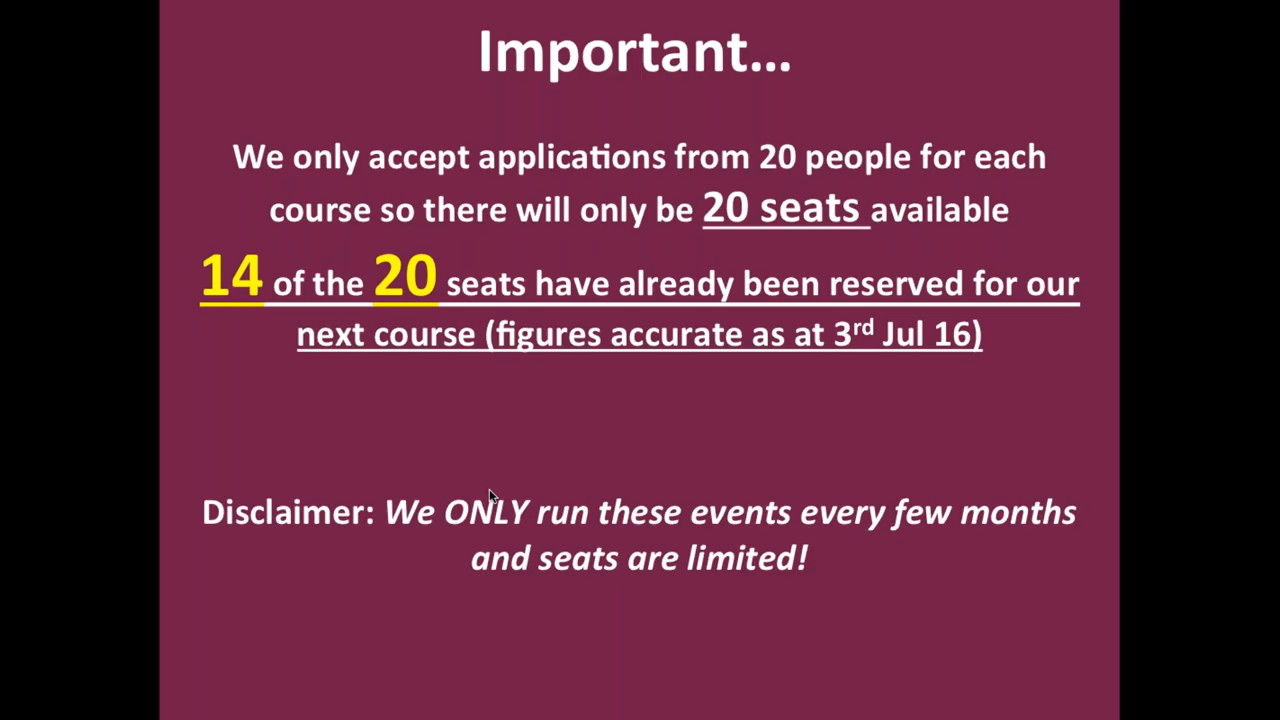 Important...
We only accept applications from 20 people for each
course so there will only be 20 seats available
14 of the 20 seats have already been reserved for our
next course (figures accurate as at 3rd Jul 16)
Disclaimer: We ONLY run these events every few months
and seats are limited!